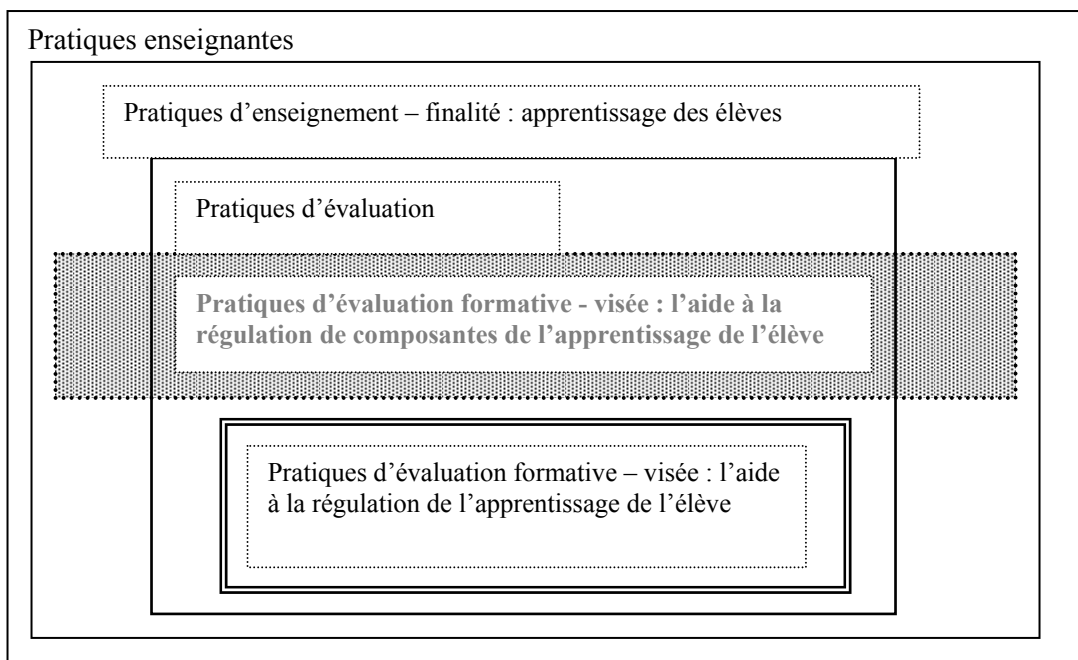 Pratiques enseignantes
Pratiques d’enseignement – finalité : apprentissage des élèves
Pratiques d’évaluation
Pratiques d’évaluation formative - visée : l’aide à la
régulation de composantes de l’apprentissage de l’élève
Pratiques d’évaluation formative – visée : l’aide
à la régulation de l’apprentissage de l’élève